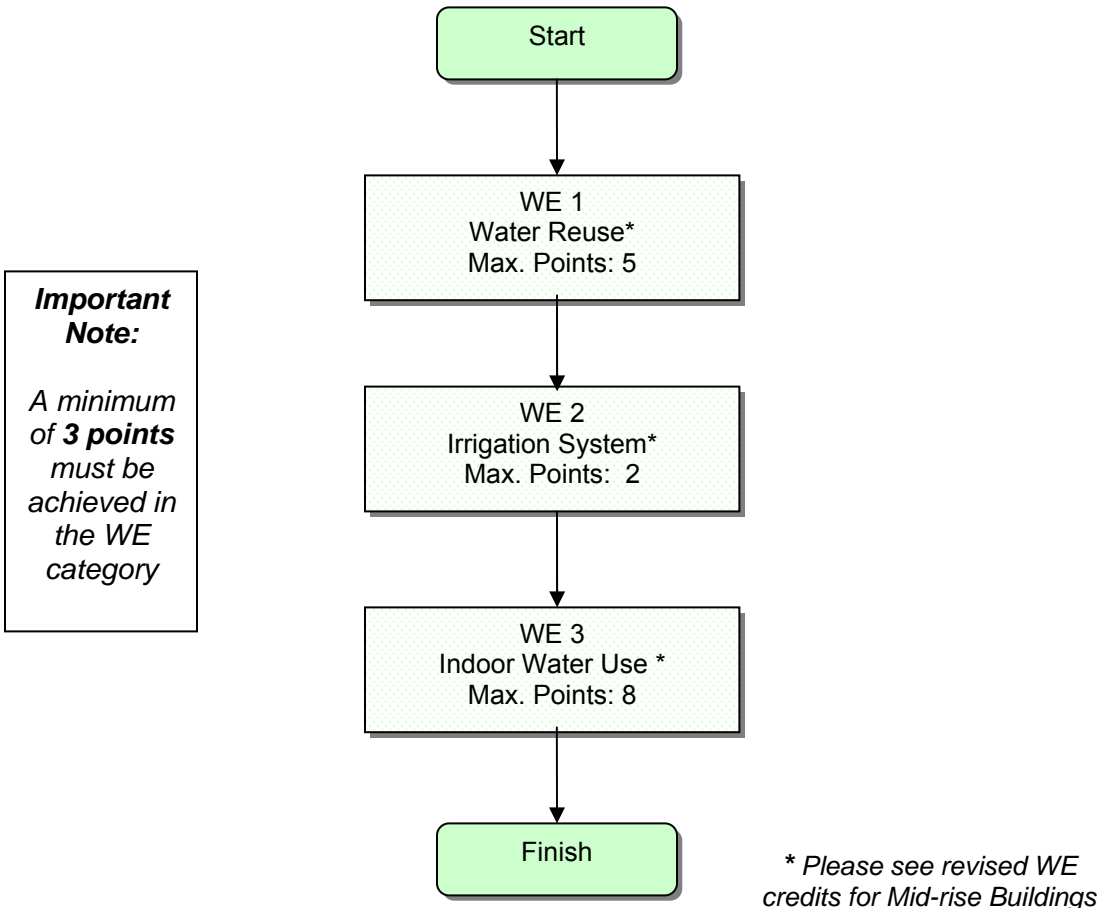 Start
WE 1
Water Reuse*
Max. Points: 5
Important
Note:
A minimum
of 3 points
must be
achieved in
the WE
category
WE 2
Irrigation System*
Max. Points:  2
WE 3
Indoor Water Use *
Max. Points: 8
Finish
* Please see revised WE
credits for Mid-rise Buildings